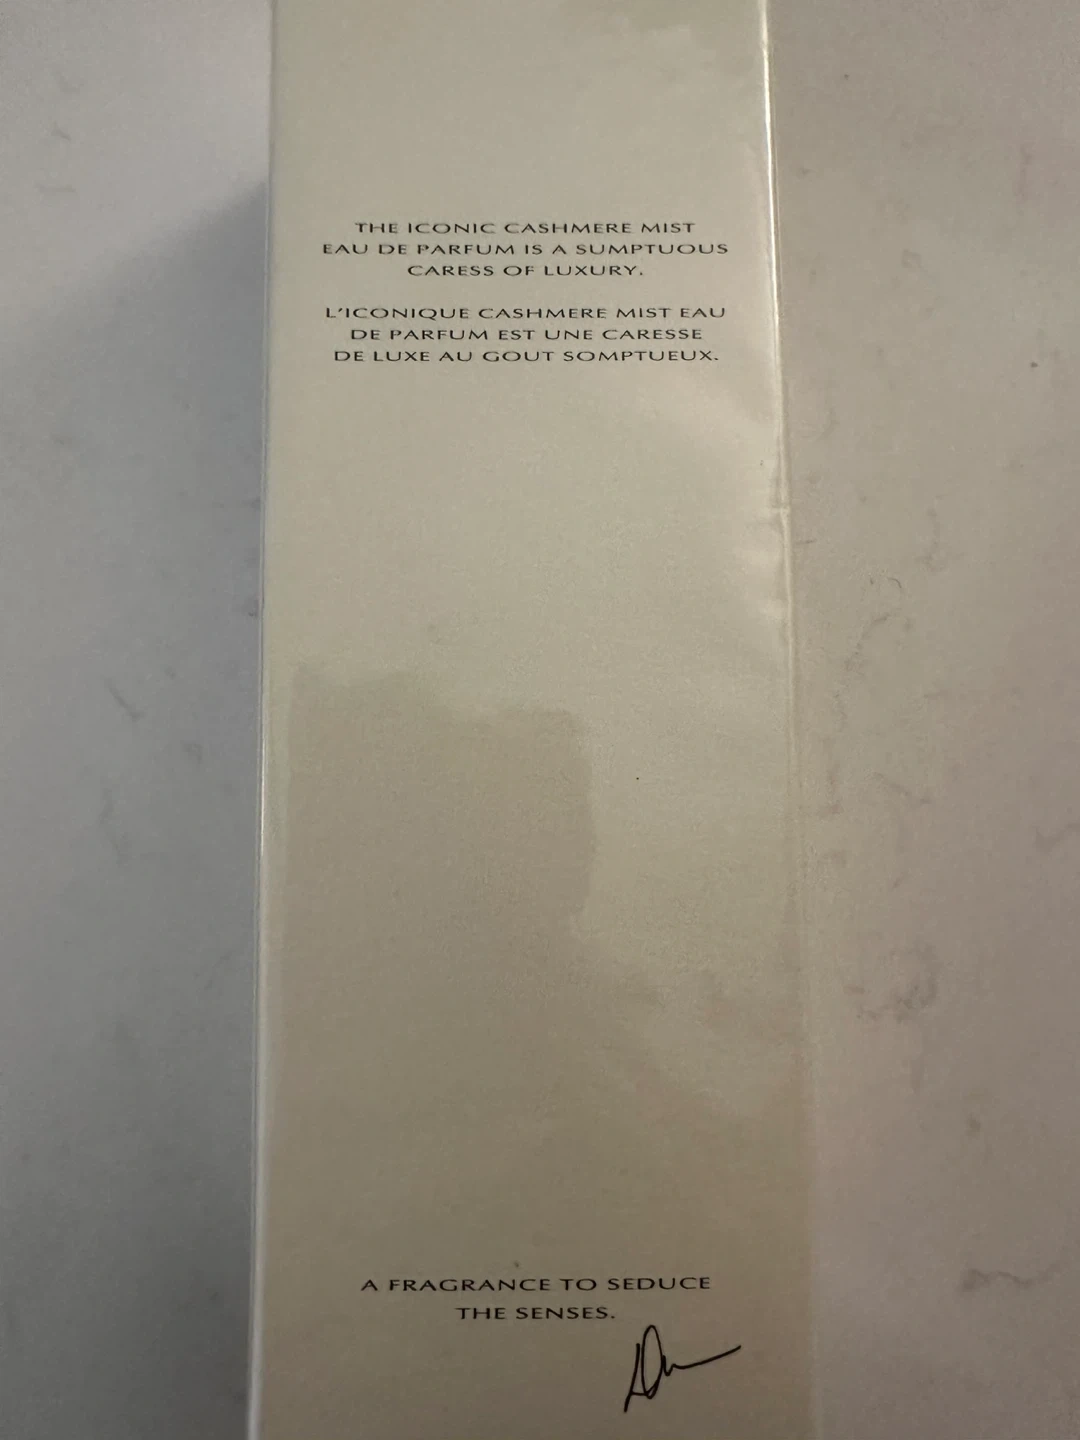 THE ICONIC CASHMERE MIST
EAU DE PARFUM IS A SUMPTUOUS
CARESS OF LUXURY.
L'ICONIQUE CASHMERE MIST EAU
DE PARFUM EST UNE CARESSE
DE LUXE AU GOUT SOMPTUEUX.
A FRAGRANCE TO SEDUCE
THE SENSES.